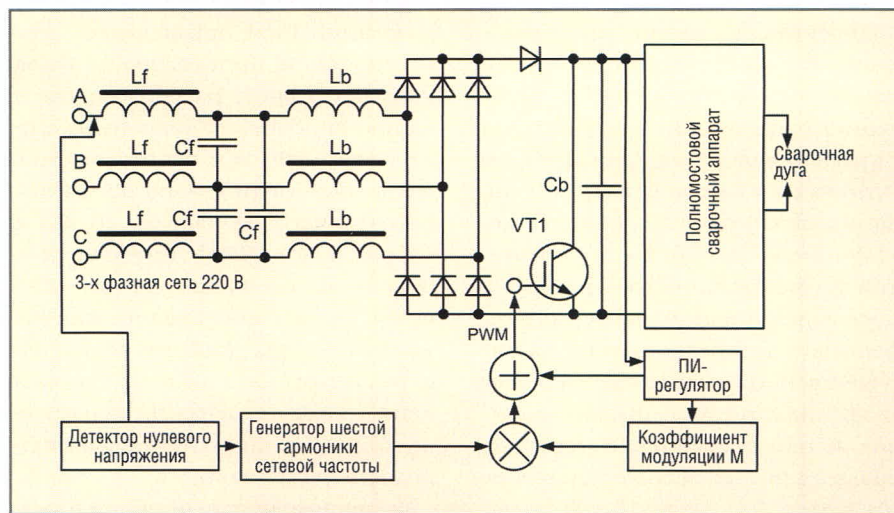 A
Lf
Lb
Cf
B
Lf
Lb
Cf
Cf
C
Lf
Lb
3-х фазная сеть 220 В
VT1
Cb
PWM
Полномостовой
сварочный аппарат
Сварочная
дуга
ПИ-
регулятор
Коэффициент
модуляции М
Детектор нулевого
напряжения
Генератор шестой
гармоники
сетевой частоты